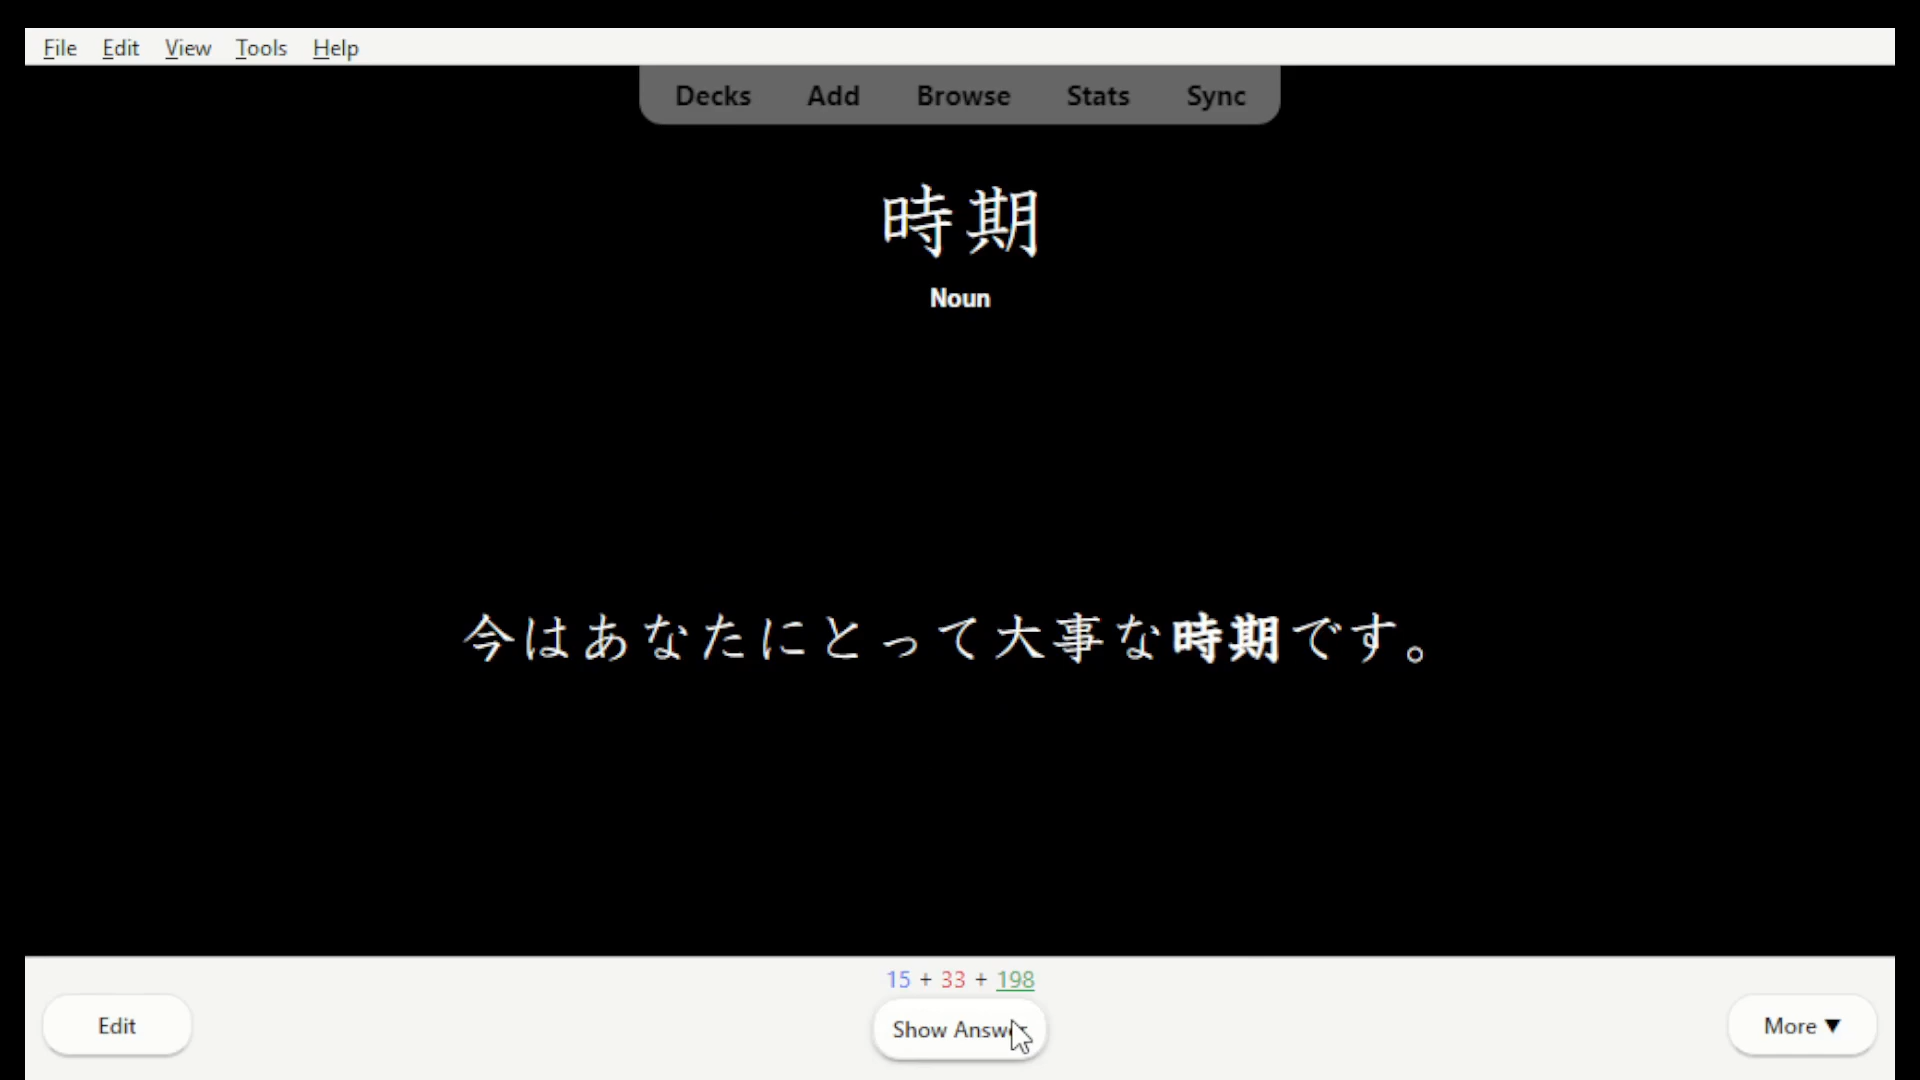 File Edit View Tools Help
Decks Add Browse Stats Sync
時期
Noun
今はあなたにとって大事な時期です。
15 + 33 + 198
Edit
Show Answ
More ▼